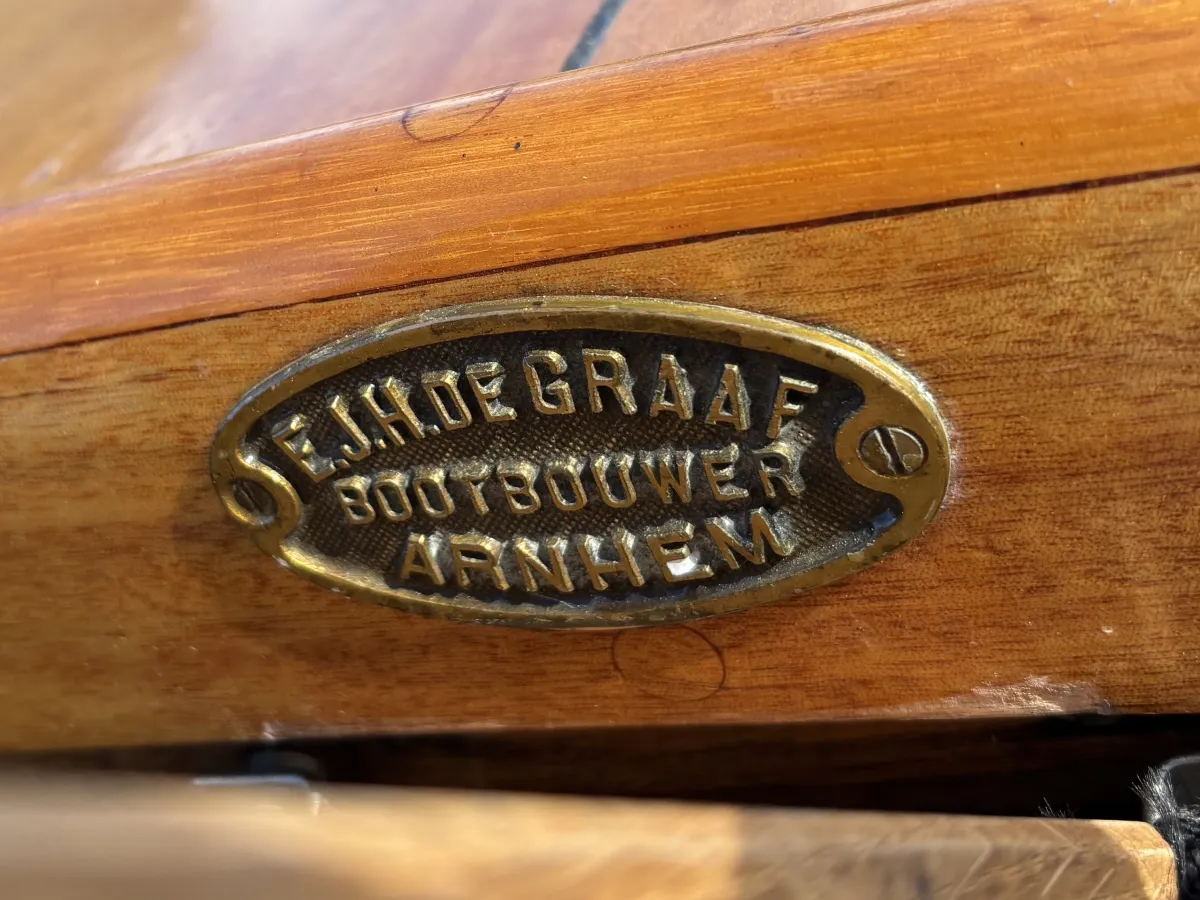 E.J.H. DE GRAAF
BOOTBOUWER
ARNHEM